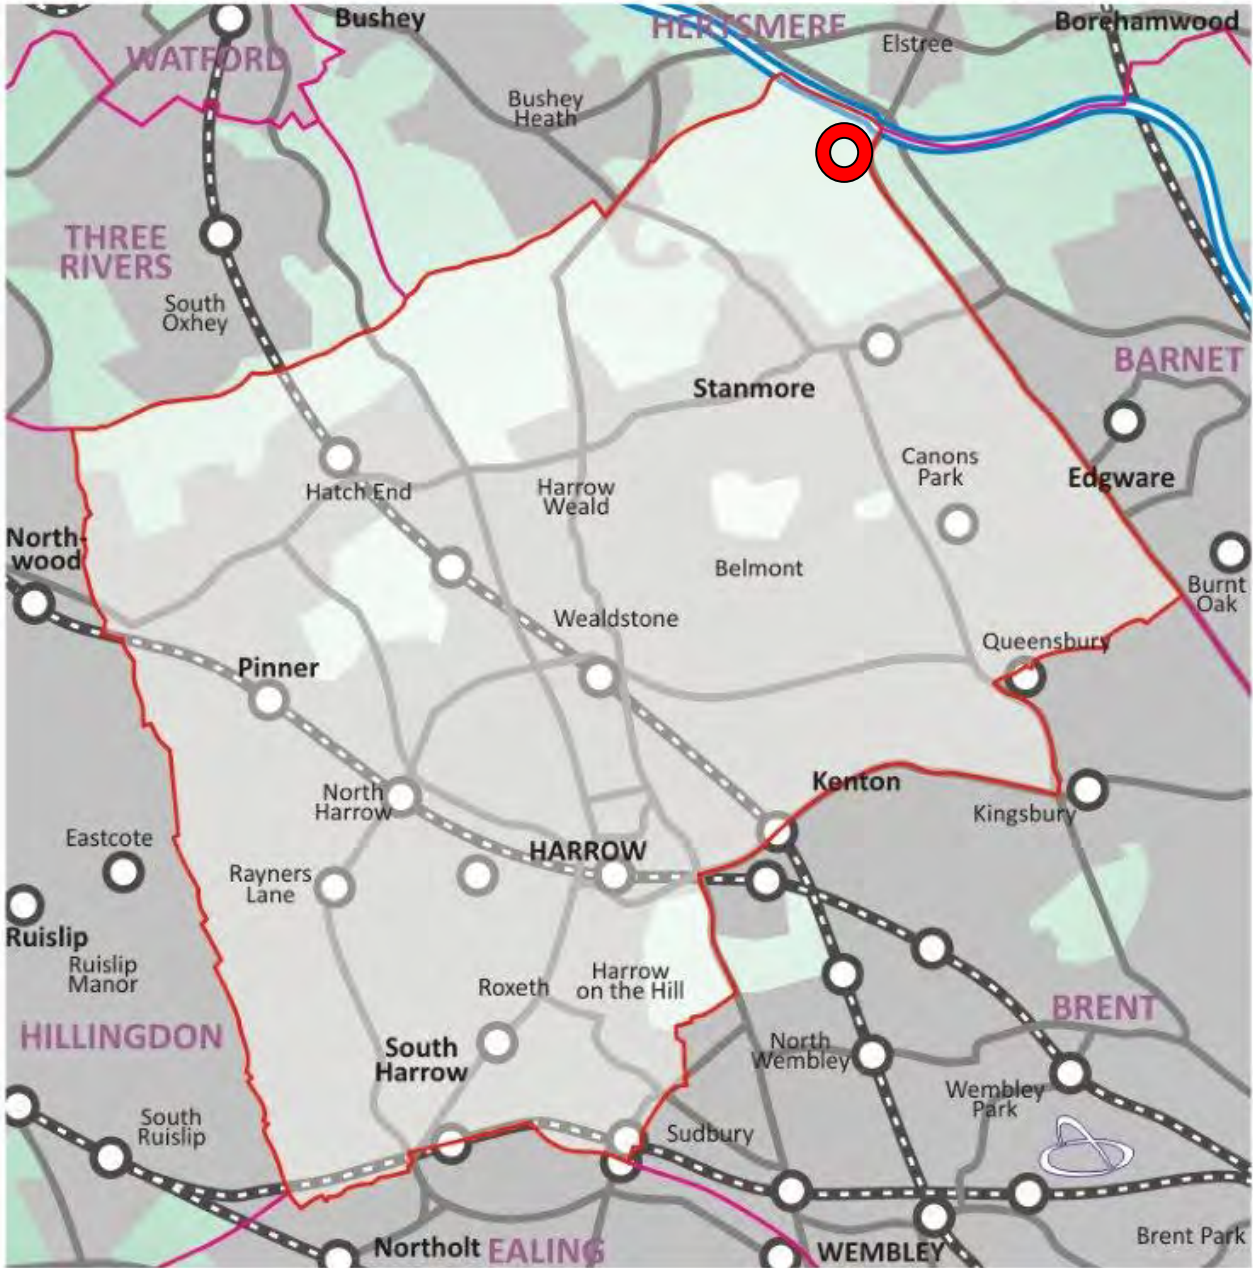 Bushey
HERTSMERE
Borehamwood
WATFORD
Elstree
Bushey
Heath
THREE
RIVERS
South
Oxhey
BARNET
Stanmore
Canons
Park
Edgware
Hatch End
Harrow
Weald
North-
wood
Belmont
Burnt
Oak
Wealdstone
Queensbury
Pinner
Kenton
North
Harrow
Kingsbury
Eastcote
HARROW
Rayners
Lane
Ruislip
Ruislip
Manor
Harrow
on the Hill
Roxeth
BRENT
HILLINGDON
South
Harrow
North
Wembley
Wembley
Park
South
Ruislip
Sudbury
Brent Park
Northolt
EALING
WEMBLEY